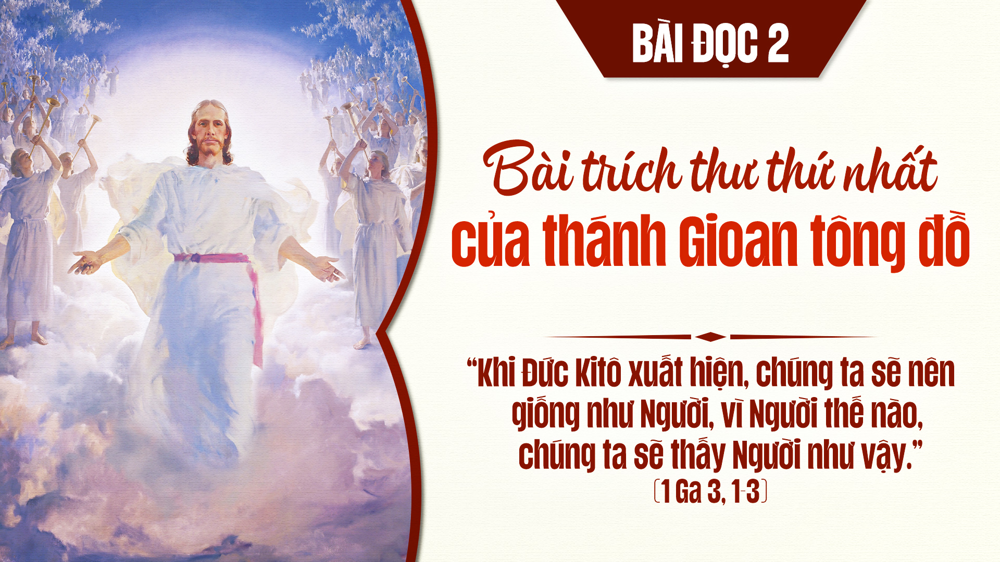 BÀI ĐỌC 2
Bài trích thư thứ nhất
của thánh Gioan tông đồ
“Khi Đức Kitô xuất hiện, chúng ta sẽ nên
giống như Người, vì Người thế nào,
chúng ta sẽ thấy Người như vậy.”
(1 Ga 3, 1-3)